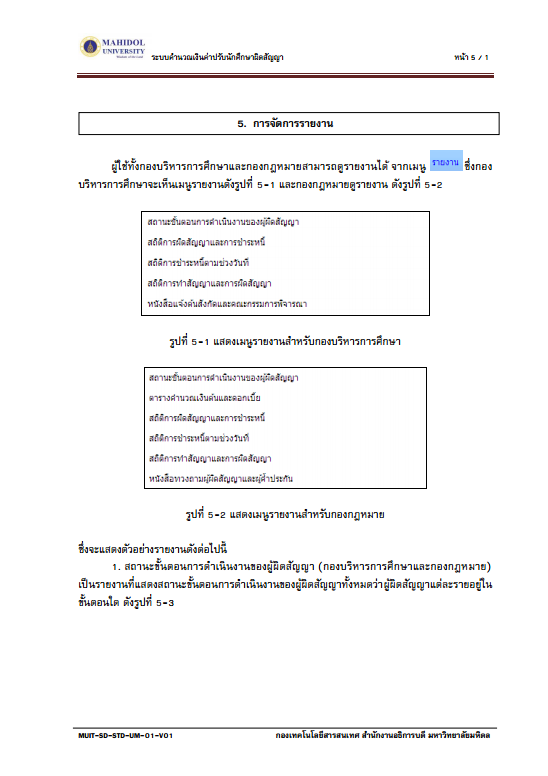 MAHIDOL
UNIVERSITY
ระบบคำนวณเงินค่าปรับนักศึกษาผิดสัญญา
หน้า 5 / 1
5. การจัดการรายงาน
ผู้ใช้ทั้งกองบริหารการศึกษาและกองกฎหมายสามารถดูรายงานได้ จากเมนู รายงาน ซึ่งกอง
บริหารการศึกษาจะเห็นเมนูรายงานดังรูปที่ 5-1 และกองกฎหมายดูรายงาน ดังรูปที่ 5-2
สถานะขั้นตอนการดำเนินงานของผู้ผิดสัญญา
สถิติการผิดสัญญาและการชำระหนี้
สถิติการชำระหนี้ตามช่วงวันที่
สถิติการทำสัญญาและการผิดสัญญา
หนังสือแจ้งต้นสังกัดและคณะกรรมการพิจารณา
รูปที่ 5-1 แสดงเมนูรายงานสำหรับกองบริหารการศึกษา
สถานะขั้นตอนการดำเนินงานของผู้ผิดสัญญา
ตารางคำนวณเงินต้นและดอกเบี้ย
สถิติการผิดสัญญาและการชำระหนี้
สถิติการชำระหนี้ตามช่วงวันที่
สถิติการทำสัญญาและการผิดสัญญา
หนังสือทวงถามผู้ผิดสัญญาและผู้ค้ำประกัน
รูปที่ 5-2 แสดงเมนูรายงานสำหรับกองกฎหมาย
ซึ่งจะแสดงตัวอย่างรายงานดังต่อไปนี้
1. สถานะขั้นตอนการดำเนินงานของผู้ผิดสัญญา (กองบริหารการศึกษาและกองกฎหมาย)
เป็นรายงานที่แสดงสถานะขั้นตอนการดำเนินงานของผู้ผิดสัญญาทั้งหมดว่าผู้ผิดสัญญาแต่ละรายอยู่ใน
ขั้นตอนใด ดังรูปที่ 5-3
MUIT-SD-STD-UM-01-V01
กองเทคโนโลยีสารสนเทศ สำนักงานอธิการบดี มหาวิทยาลัยมหิดล